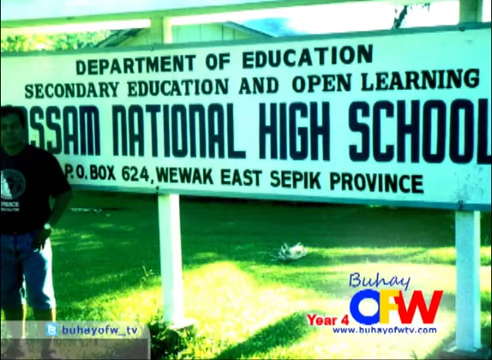 DEPARTMENT OF EDUCATION
SECONDARY EDUCATION AND OPEN LEARNING
SSAM NATIONAL HIGH SCHOOL
P.O. BOX 624, WEWAK EAST SEPIK PROVINCE
Buhay
Year 4 OFW
www.buhayofwtv.com
buhayofw_tv